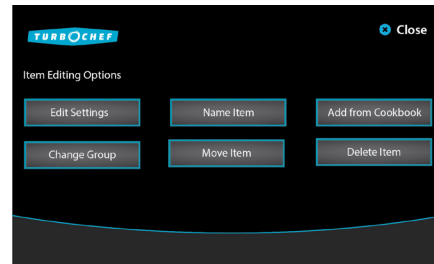 TURBOCHEF
Close
Item Editing Options
Edit Settings
Name Item
Add from Cookbook
Change Group
Move Item
Delete Item